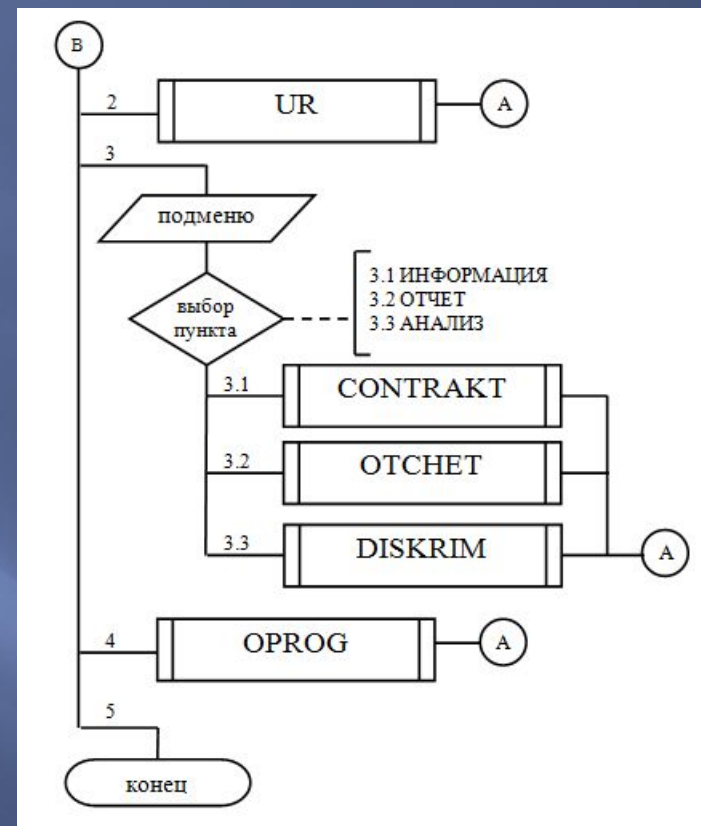 В
2
UR
А
3
подменю
выбор
пункта
3.1 ИНФОРМАЦИЯ
3.2 ОТЧЕТ
3.3 АНАЛИЗ
3.1
CONTRAKT
3.2
OTCHET
3.3
DISKRIM
А
4
OPROG
А
5
конец